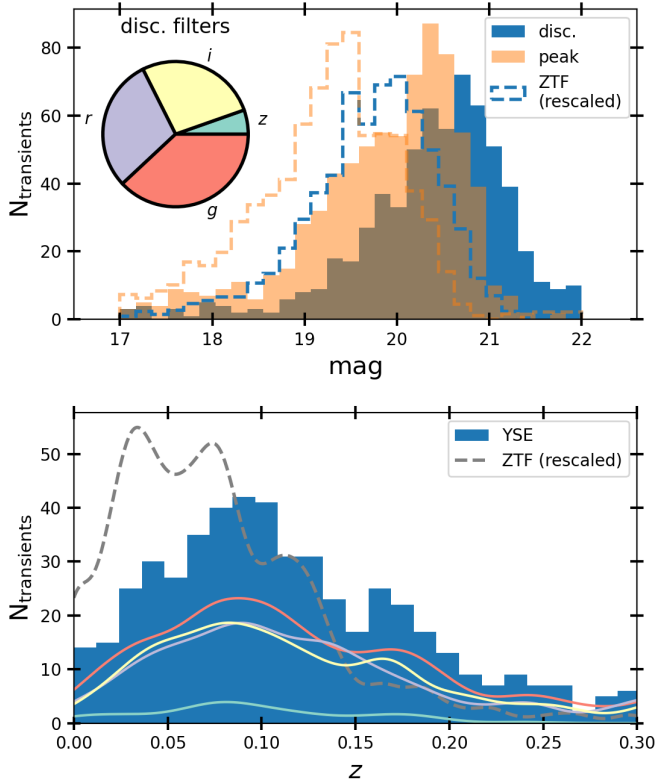 disc. filters
i
r
z
g
disc.
peak
ZTF
(rescaled)
80
60
40
20
0
N_transients
17
18
19
20
21
22
mag
YSE
ZTF (rescaled)
50
40
30
20
10
0
N_transients
0.00
0.05
0.10
0.15
0.20
0.25
0.30
z